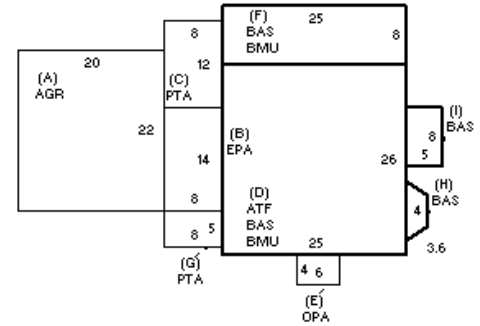 (F) 25
8 BAS 8
BMU
20
(A) (C) 12
AGR PTA
(I)
BAS
22 (B) 8
EPA
14 26 5
8 (D) (H)
ATF 4 BAS
5 BAS
8 BMU 25 3.6
(G)
PTA 4 6
(E)
OPA